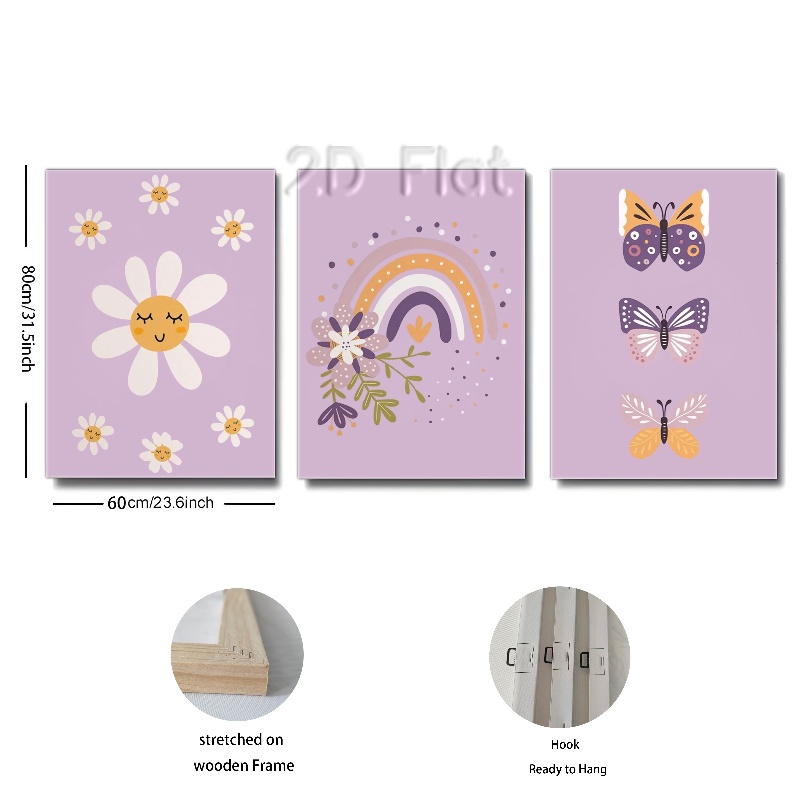 2D Flat
80cm/31.5inch
60cm/23.6inch
stretched on
wooden Frame
Hook
Ready to Hang